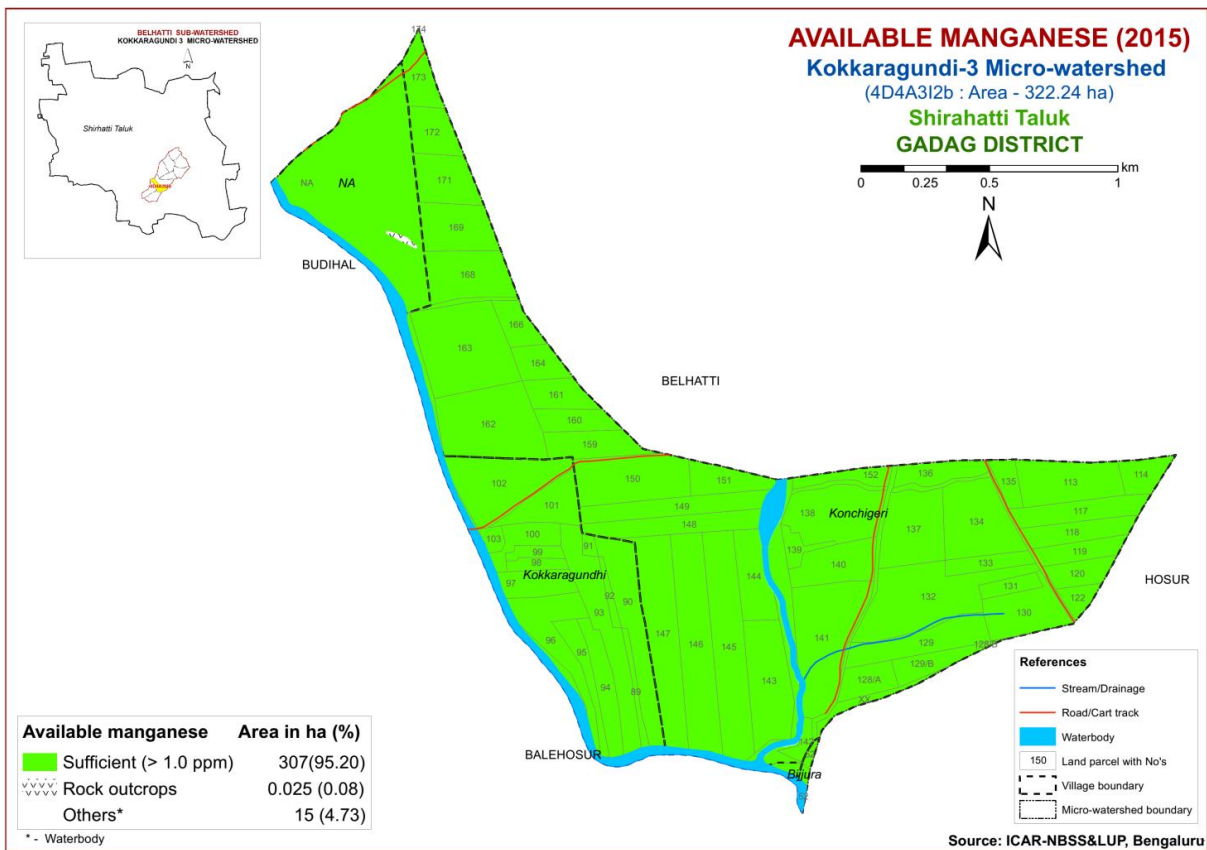 BELHATTI SUB-WATERSHED
KOKKARAGUNDI 3 MICRO-WATERSHED
N
Shirhatti Taluk
AVAILABLE MANGANESE (2015)
Kokkaragundi-3 Micro-watershed
(4D4A3I2b : Area - 322.24 ha)
Shirahatti Taluk
GADAG DISTRICT
km
0 0.25 0.5 1
N
174
173
172
NA NA
171
169
BUDIHAL
168
166
163
164
BELHATTI
161
162
160
159
102
150
151
152
136
135
113
114
101
149
138
Konchigeri
117
148
137
134
118
103
100
91
139
119
99
98
140
133
120
HOSUR
Kokkaragundhi
144
131
97
92
90
132
122
93
130
96
147
146
145
141
129
128/B
95
129/B
94
89
143
128/A
XX
BALEHOSUR
Bijjura
References
Stream/Drainage
Road/Cart track
Waterbody
150 Land parcel with No's
Village boundary
Micro-watershed boundary
Available manganese Area in ha (%)
Sufficient (> 1.0 ppm) 307(95.20)
Rock outcrops 0.025 (0.08)
Others* 15 (4.73)
* - Waterbody
Source: ICAR-NBSS&LUP, Bengaluru